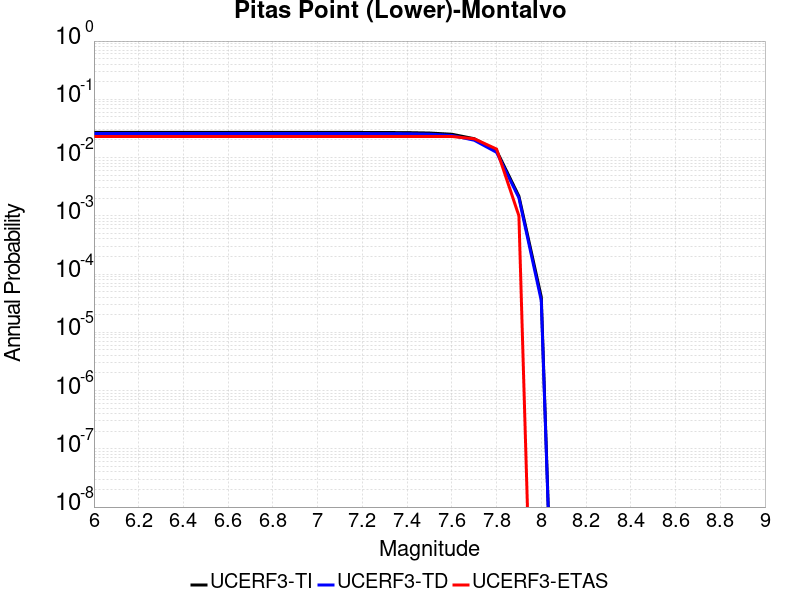 Pitas Point (Lower)-Montalvo
10^0
10^-1
10^-2
10^-3
10^-4
10^-5
10^-6
10^-7
10^-8
Annual Probability
6 6.2 6.4 6.6 6.8 7 7.2 7.4 7.6 7.8 8 8.2 8.4 8.6 8.8 9
Magnitude
UCERF3-TI UCERF3-TD UCERF3-ETAS